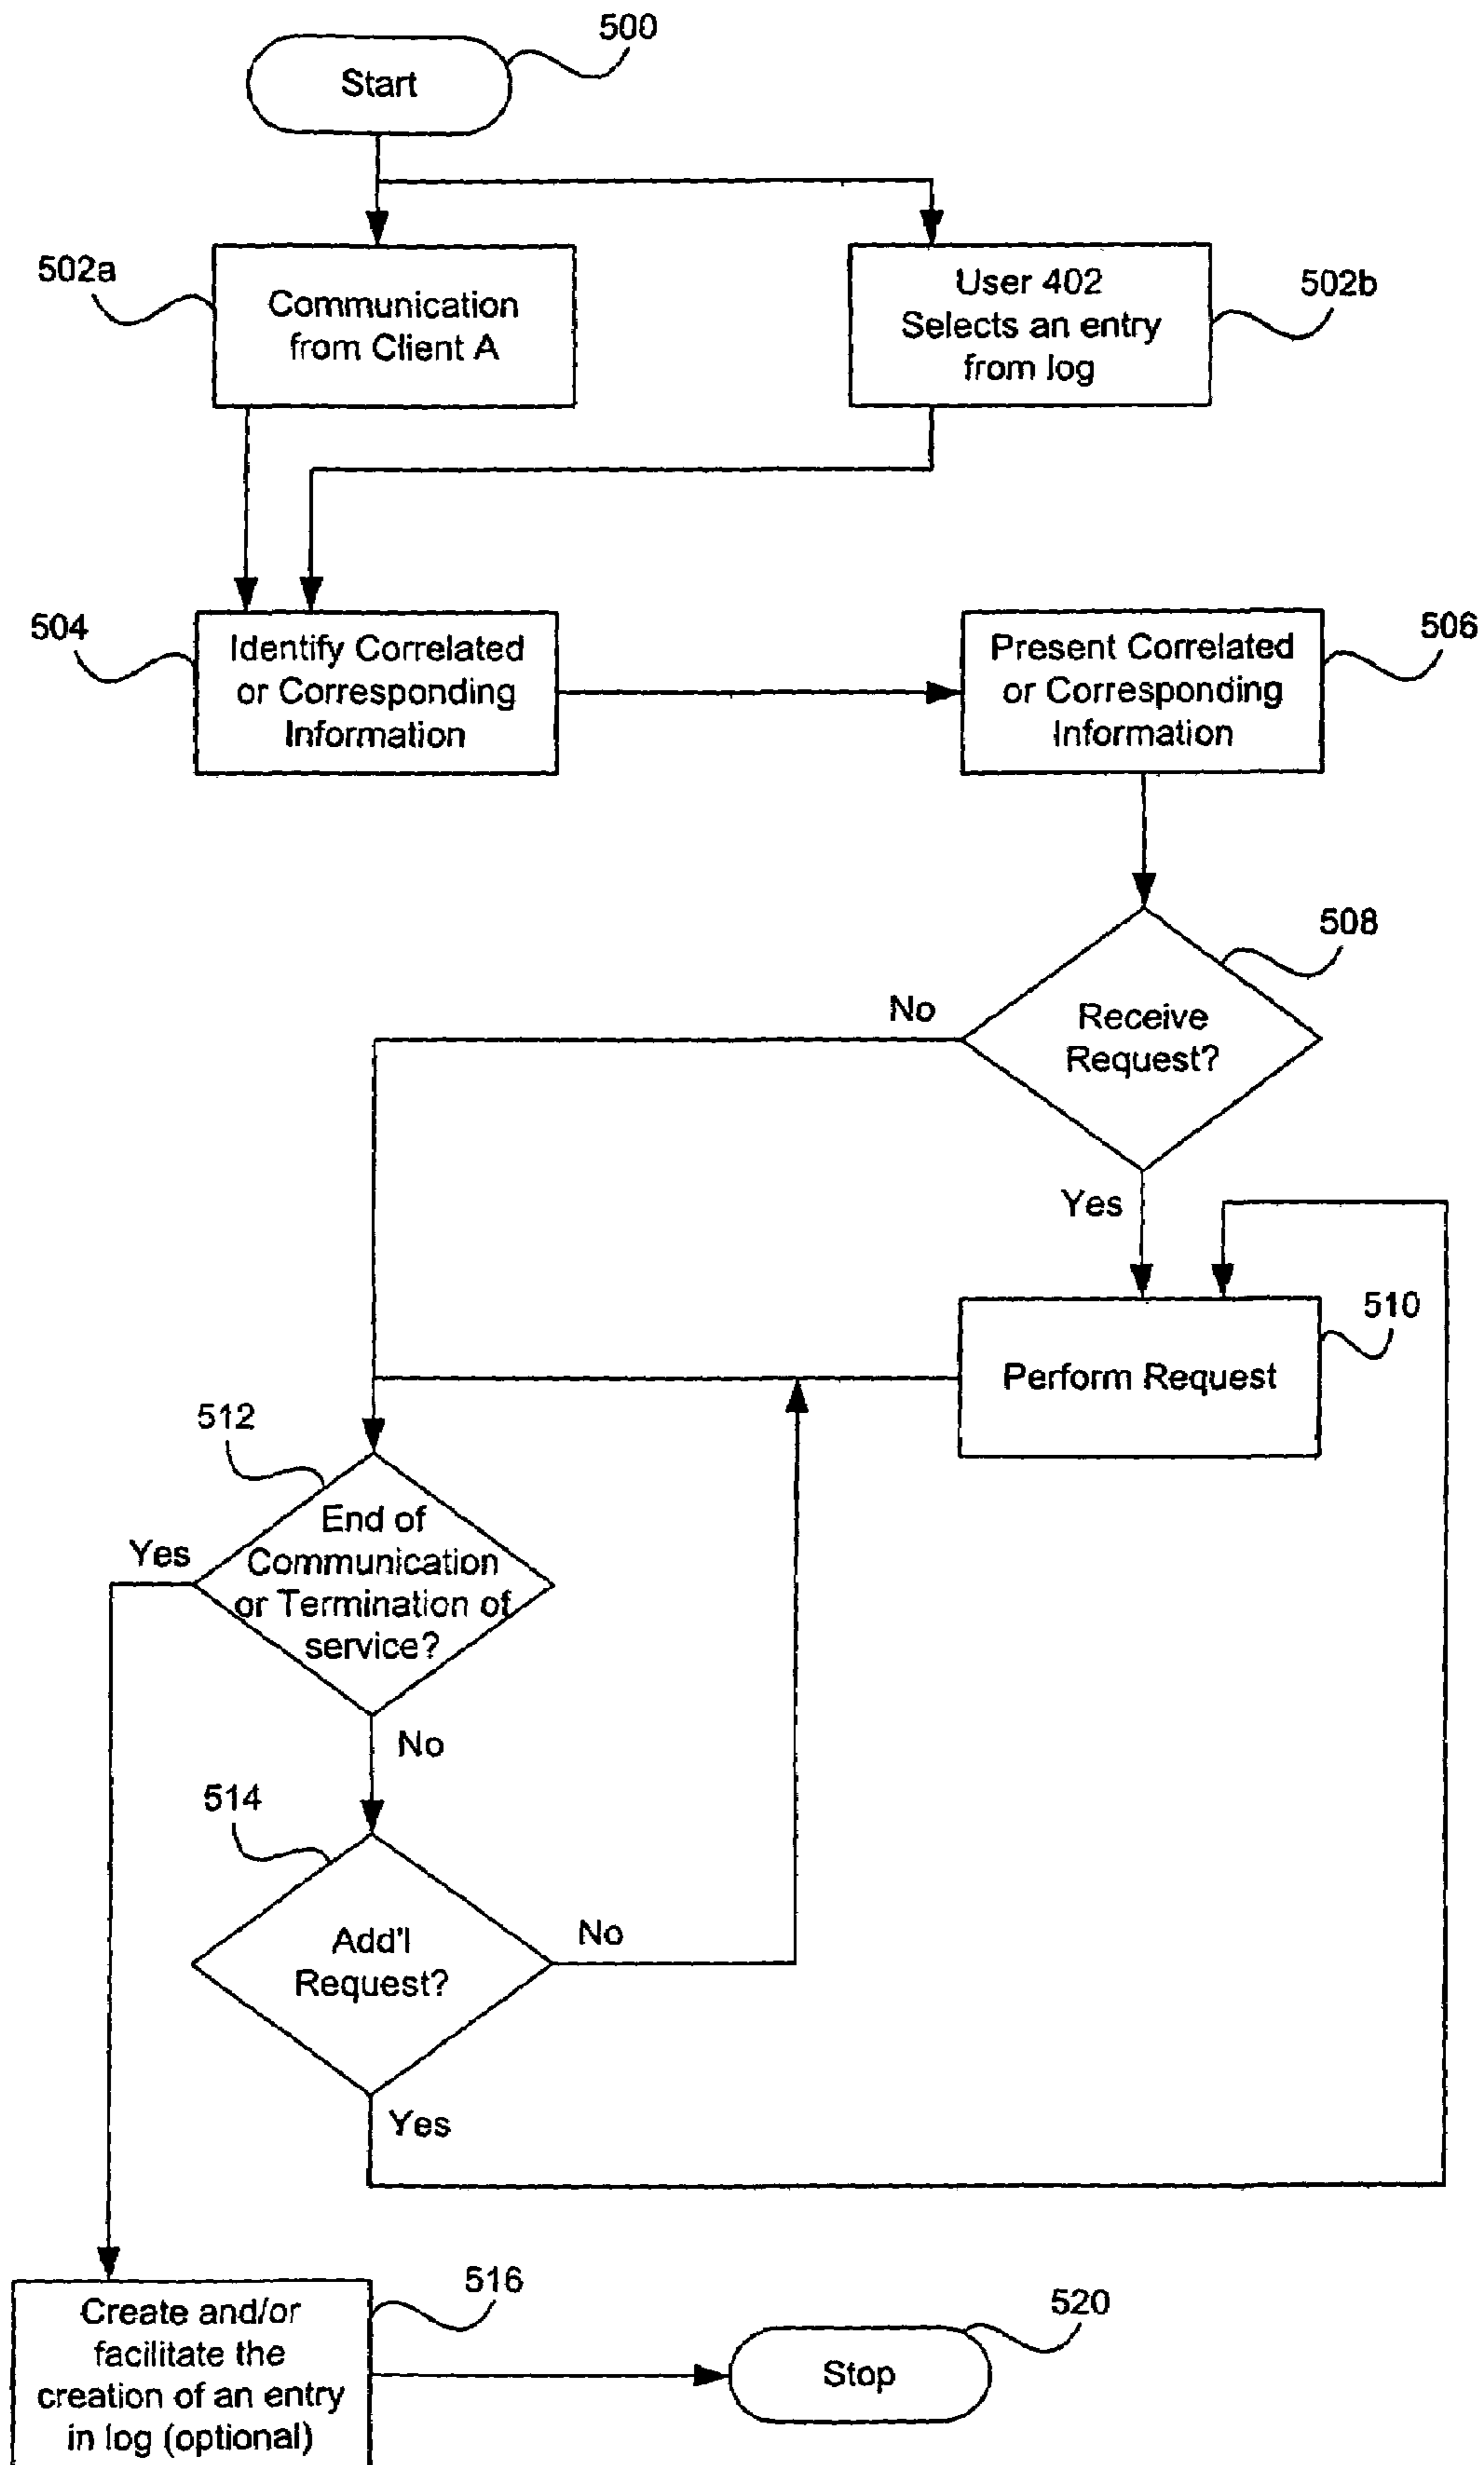 500
Start
502a
Communication
from Client A
User 402
Selects an entry
from log
502b
504
Identify Correlated
or Corresponding
Information
Present Correlated
or Corresponding
Information
506
508
No
Receive
Request?
Yes
510
Perform Request
512
Yes
End of
Communication
or Termination of
service?
No
514
Add'l
Request?
No
Yes
516
Create and/or
facilitate the
creation of an entry
in log (optional)
520
Stop